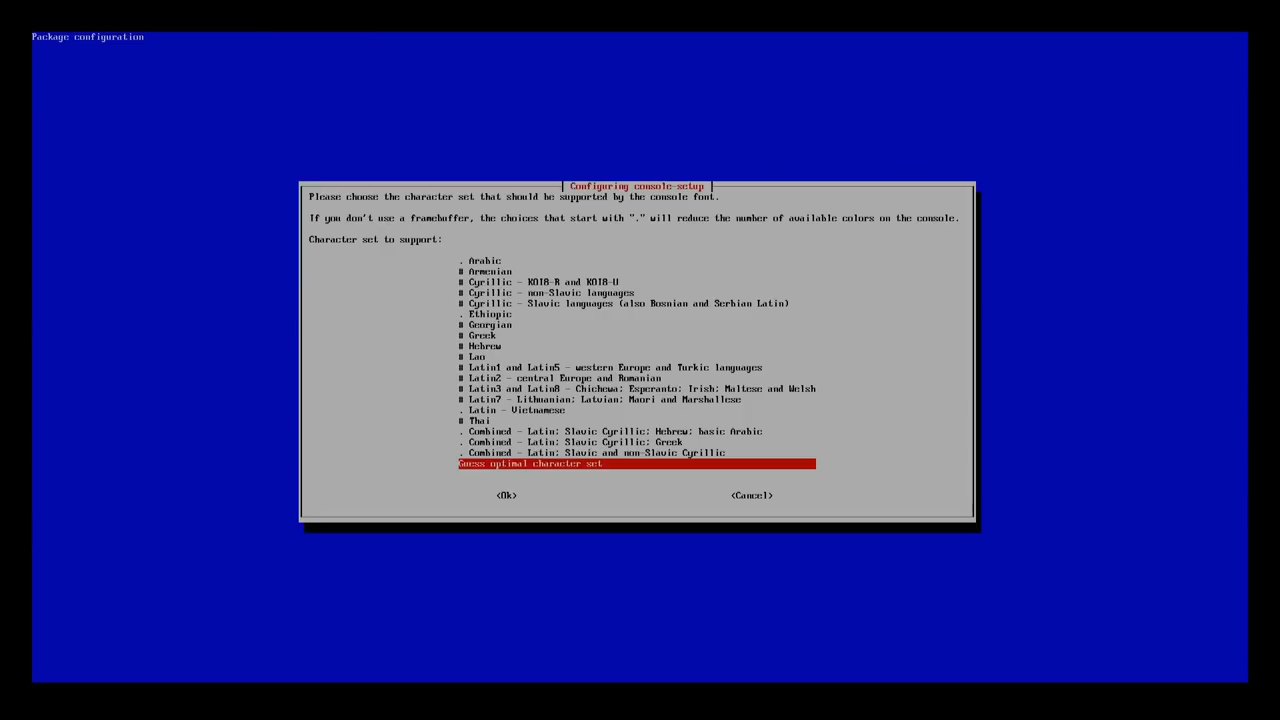 Package configuration
Configuring console-setup
Please choose the character set that should be supported by the console font.
If you don't use a framebuffer, the choices that start with "." will reduce the number of available colors on the console.
Character set to support:
. Arabic
# Armenian
# Cyrillic - KOI8-R and KOI8-U
# Cyrillic - non-Slavic languages
# Cyrillic - Slavic languages (also Bosnian and Serbian Latin)
. Ethiopic
# Georgian
# Greek
# Hebrew
# Lao
# Latin1 and Latin5 - western Europe and Turkic languages
# Latin2 - central Europe and Romanian
# Latin3 and Latin8 - Chichewa; Esperanto; Irish; Maltese and Welsh
# Latin7 - Lithuanian; Latvian; Maori and Marshallese
. Latin - Vietnamese
# Thai
. Combined - Latin; Slavic Cyrillic; Hebrew; basic Arabic
. Combined - Latin; Slavic Cyrillic; Greek
. Combined - Latin; Slavic and non-Slavic Cyrillic
Guess optimal character set
<Ok> <Cancel>